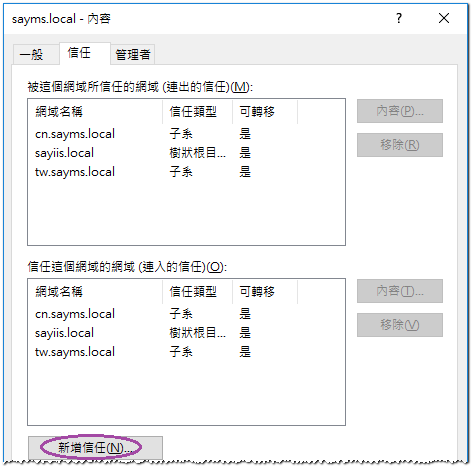 sayms.local - 內容
?
一般 信任 管理者
被這個網域所信任的網域 (連出的信任)(M):
網域名稱 信任類型 可轉移
cn.sayms.local 子系 是
sayiis.local 樹狀根目... 是
tw.sayms.local 子系 是
內容(P)...
移除(R)
信任這個網域的網域 (連入的信任)(O):
網域名稱 信任類型 可轉移
cn.sayms.local 子系 是
sayiis.local 樹狀根目... 是
tw.sayms.local 子系 是
內容(T)...
移除(V)
新增信任(N)...